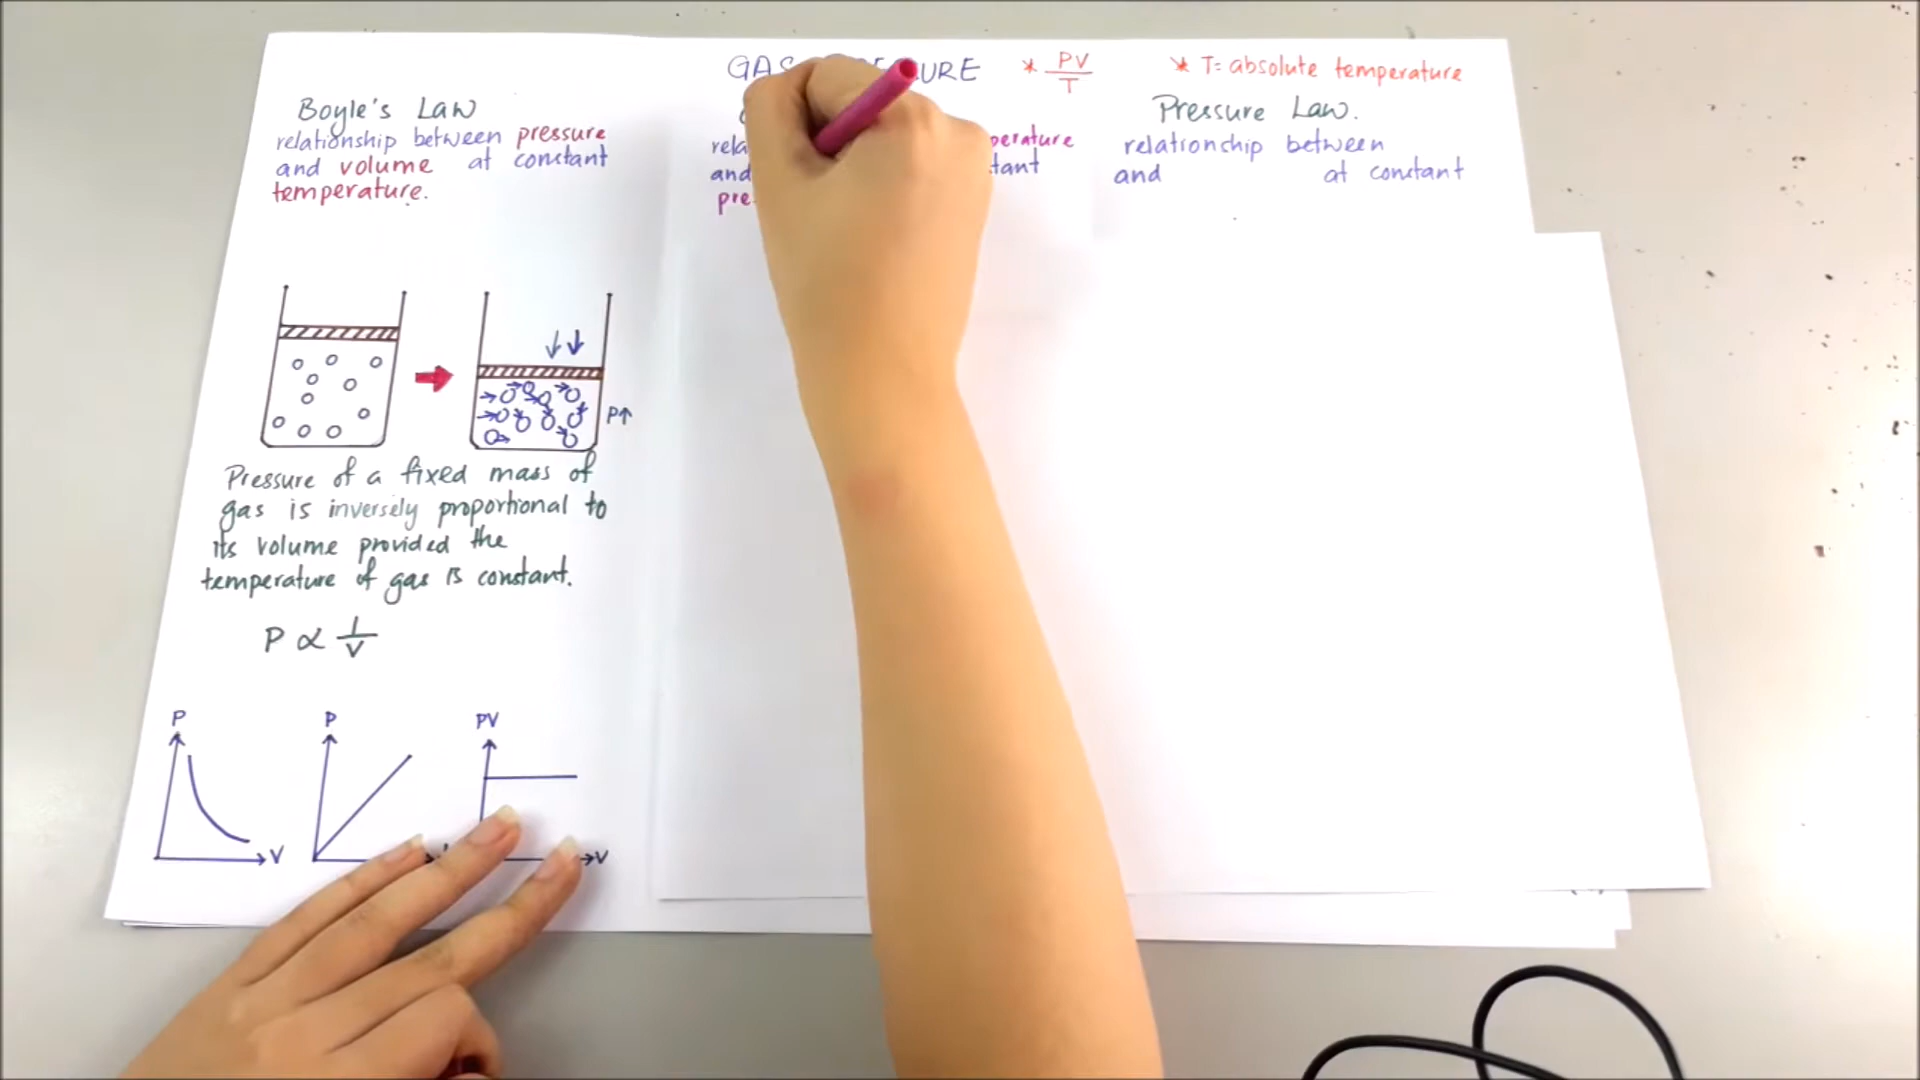 GAS URE * PV
T
* T= absolute temperature
Boyle's Law
relationship between pressure
and volume at constant
temperature.
perature
and
Pressure Law.
relationship between
and at constant
P↑
Pressure of a fixed mass of
gas is inversely proportional to
its volume provided the
temperature of gas is constant.
P ∝ 1
V
P
V
P
PV
V